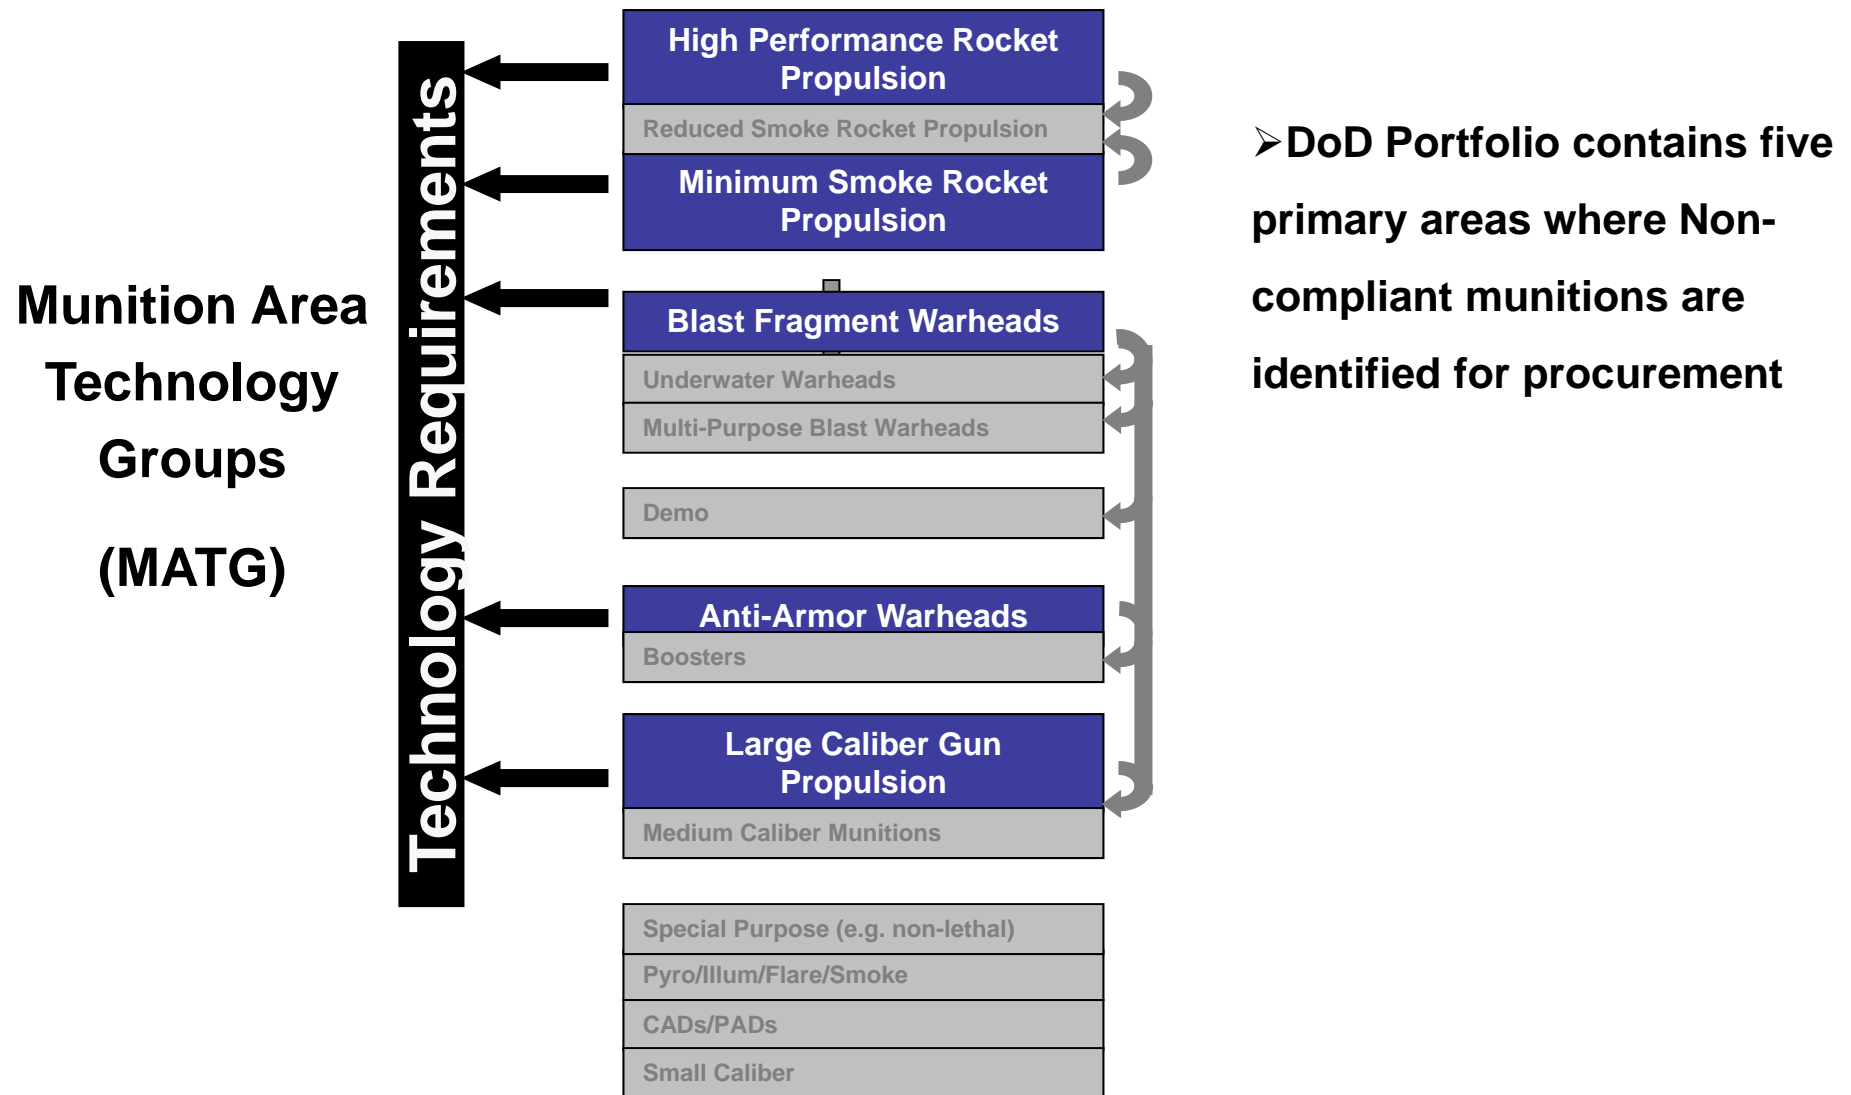 Munition Area
Technology
Groups
(MATG)
Technology Requirements
High Performance Rocket
Propulsion
Reduced Smoke Rocket Propulsion
Minimum Smoke Rocket
Propulsion
Blast Fragment Warheads
Underwater Warheads
Multi-Purpose Blast Warheads
Demo
Anti-Armor Warheads
Boosters
Large Caliber Gun
Propulsion
Medium Caliber Munitions
Special Purpose (e.g. non-lethal)
Pyro/Illum/Flare/Smoke
CADs/PADs
Small Caliber
➢DoD Portfolio contains five
primary areas where Non-
compliant munitions are
identified for procurement